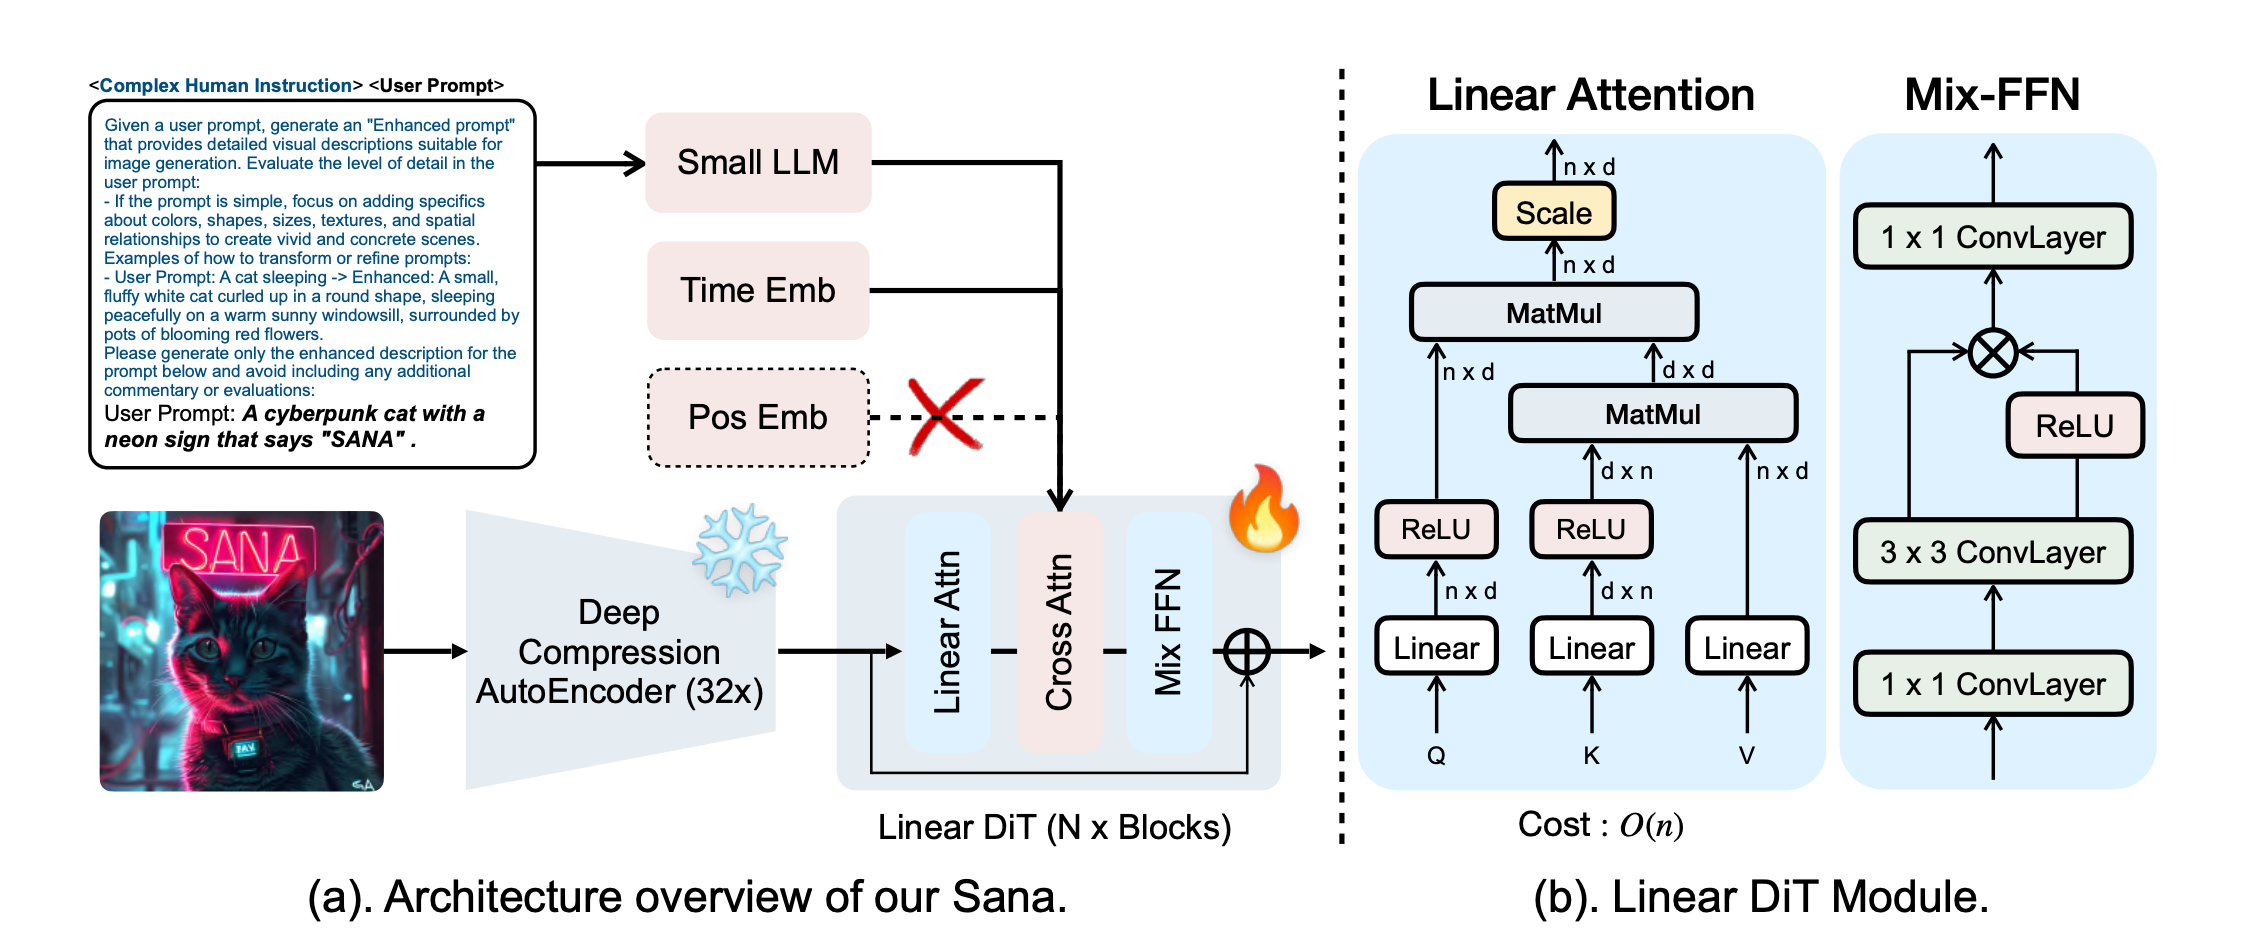 <Complex Human Instruction> <User Prompt>
Given a user prompt, generate an "Enhanced prompt"
that provides detailed visual descriptions suitable for
image generation. Evaluate the level of detail in the
user prompt:
- If the prompt is simple, focus on adding specifics
about colors, shapes, sizes, textures, and spatial
relationships to create vivid and concrete scenes.
Examples of how to transform or refine prompts:
- User Prompt: A cat sleeping -> Enhanced: A small,
fluffy white cat curled up in a round shape, sleeping
peacefully on a warm sunny windowsill, surrounded by
pots of blooming red flowers.
Please generate only the enhanced description for the
prompt below and avoid including any additional
commentary or evaluations:
User Prompt: A cyberpunk cat with a
neon sign that says "SANA" .
Small LLM
Time Emb
Pos Emb
SANA
Deep
Compression
AutoEncoder (32x)
Linear Attn
Cross Attn
Mix FFN
Linear DiT (N x Blocks)
(a). Architecture overview of our Sana.
Linear Attention
n x d
Scale
n x d
MatMul
n x d
d x d
MatMul
d x n
n x d
ReLU
ReLU
n x d
d x n
Linear
Linear
Linear
Q
K
V
Cost : O(n)
Mix-FFN
1 x 1 ConvLayer
ReLU
3 x 3 ConvLayer
1 x 1 ConvLayer
(b). Linear DiT Module.